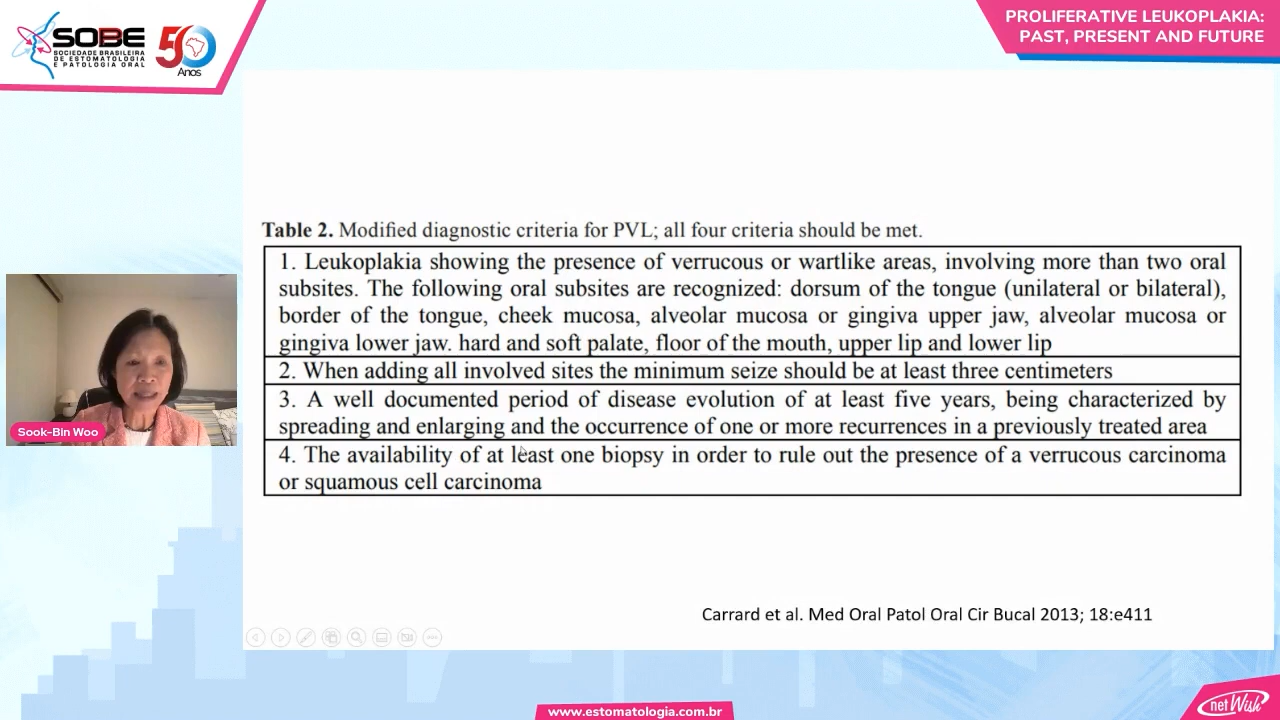 SOBE
SOCIEDADE BRASILEIRA
DE ESTOMATOLOGIA
E PATOLOGIA ORAL
50
Anos
PROLIFERATIVE LEUKOPLAKIA:
PAST, PRESENT AND FUTURE
Table 2. Modified diagnostic criteria for PVL; all four criteria should be met.
1. Leukoplakia showing the presence of verrucous or wartlike areas, involving more than two oral
subsites. The following oral subsites are recognized: dorsum of the tongue (unilateral or bilateral),
border of the tongue, cheek mucosa, alveolar mucosa or gingiva upper jaw, alveolar mucosa or
gingiva lower jaw. hard and soft palate, floor of the mouth, upper lip and lower lip
2. When adding all involved sites the minimum seize should be at least three centimeters
3. A well documented period of disease evolution of at least five years, being characterized by
spreading and enlarging and the occurrence of one or more recurrences in a previously treated area
4. The availability of at least one biopsy in order to rule out the presence of a verrucous carcinoma
or squamous cell carcinoma
Sook-Bin Woo
Carrard et al. Med Oral Patol Oral Cir Bucal 2013; 18:e411
www.estomatologia.com.br
netWish